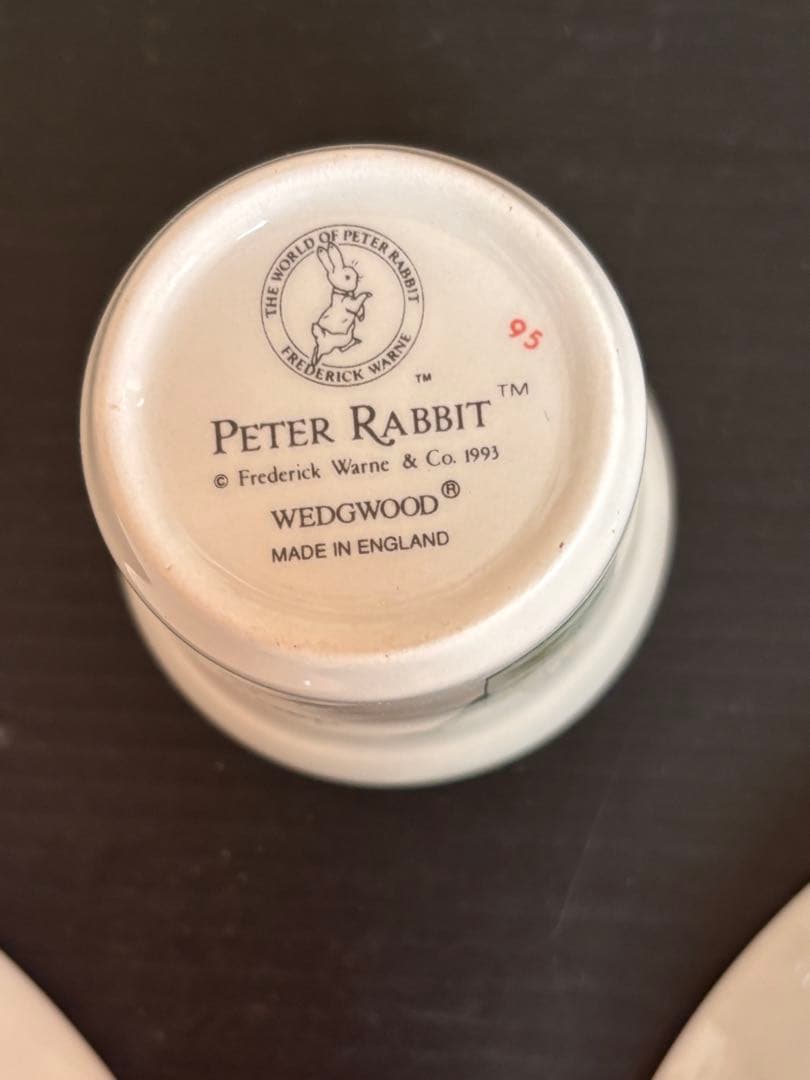 THE WORLD OF PETER RABBIT
FREDERICK WARNE
™
95
PETER RABBIT™
© Frederick Warne & Co. 1993
WEDGWOOD®
MADE IN ENGLAND